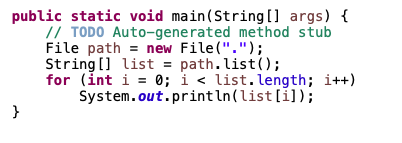 public static void main(String[] args) {
    // TODO Auto-generated method stub
    File path = new File(".");
    String[] list = path.list();
    for (int i = 0; i < list.length; i++)
        System.out.println(list[i]);
}